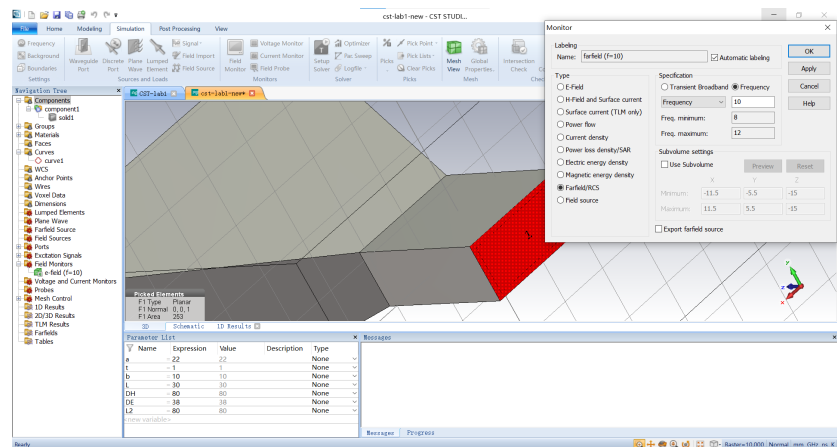 cst-lab1-new - CST STUDI...
File Home Modeling Simulation Post Processing View
Frequency
Background
Boundaries
Settings
Waveguide Port
Discrete Port
Plane Wave
Lumped Element
Signal
Field Import
Field Source
Sources and Loads
Field Monitor
Voltage Monitor
Current Monitor
Field Probe
Monitors
Setup Solver
Optimizer
Par. Sweep
Logfile
Solver
Picks
Pick Point
Pick Lists
Clear Picks
Picks
Mesh View
Global Properties
Mesh
Intersection Check
Navigation Tree
Components
component1
solid1
Groups
Materials
Faces
Curves
curve1
WCS
Anchor Points
Wires
Voxel Data
Dimensions
Lumped Elements
Plane Wave
Farfield Source
Field Sources
Ports
Excitation Signals
Field Monitors
e-field (f=10)
Voltage and Current Monitors
Probes
Mesh Control
1D Results
2D/3D Results
TLM Results
Farfields
Tables
CST-lab1
cst-lab1-new*
Picked Elements
F1 Type Planar
F1 Normal 0, 0, 1
F1 Area 253
y
z
x
3D Schematic 1D Results
Parameter List
Name Expression Value Description Type
a = 22 22 None
t = 1 1 None
b = 10 10 None
L = 30 30 None
DH = 80 80 None
DE = 38 38 None
L2 = 80 80 None
<new variable>
Messages
Messages Progress
Ready
Raster=10.000 Normal mm GHz ns K
Monitor
Labeling
Name: farfield (f=10) Automatic labeling
OK
Apply
Cancel
Help
Type
E-Field
H-Field and Surface current
Surface current (TLM only)
Power flow
Current density
Power loss density/SAR
Electric energy density
Magnetic energy density
Farfield/RCS
Field source
Specification
Transient Broadband Frequency
Frequency 10
Freq. minimum: 8
Freq. maximum: 12
Subvolume settings
Use Subvolume Preview Reset
X Y Z
Minimum: -11.5 -5.5 -15
Maximum: 11.5 5.5 -15
Export farfield source